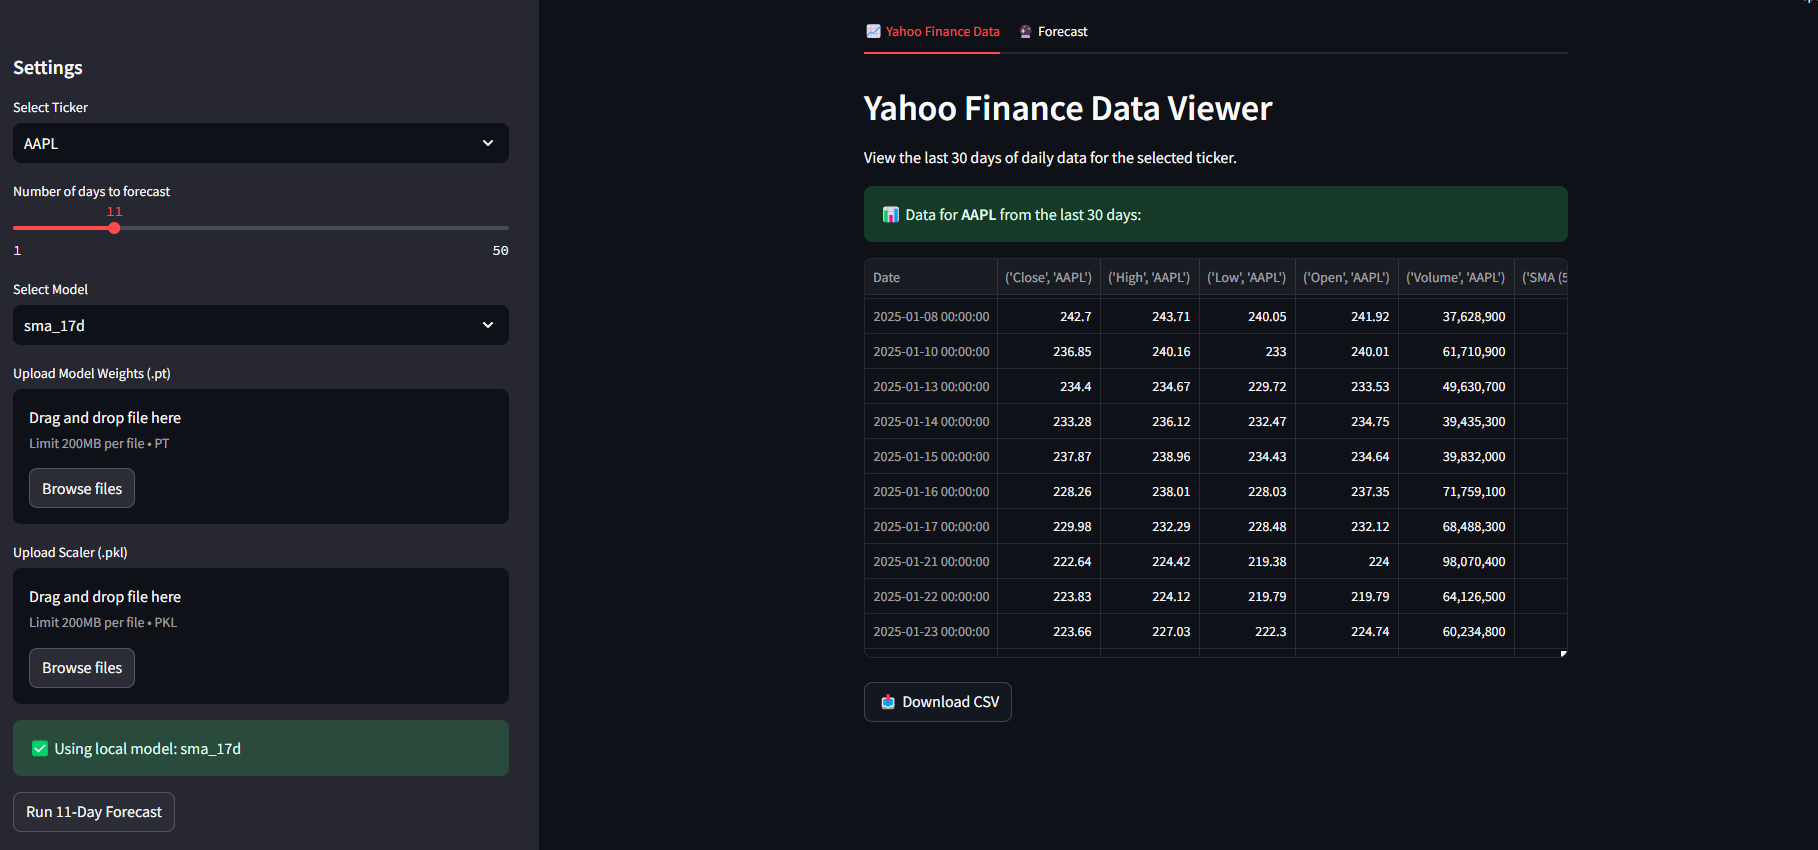 Settings
Select Ticker
AAPL
Number of days to forecast
11
1 50
Select Model
sma_17d
Upload Model Weights (.pt)
Drag and drop file here
Limit 200MB per file • PT
Browse files
Upload Scaler (.pkl)
Drag and drop file here
Limit 200MB per file • PKL
Browse files
Using local model: sma_17d
Run 11-Day Forecast
Yahoo Finance Data Forecast
Yahoo Finance Data Viewer
View the last 30 days of daily data for the selected ticker.
Data for AAPL from the last 30 days:
Date ('Close', 'AAPL') ('High', 'AAPL') ('Low', 'AAPL') ('Open', 'AAPL') ('Volume', 'AAPL') ('SMA (5
2025-01-08 00:00:00 242.7 243.71 240.05 241.92 37,628,900
2025-01-10 00:00:00 236.85 240.16 233 240.01 61,710,900
2025-01-13 00:00:00 234.4 234.67 229.72 233.53 49,630,700
2025-01-14 00:00:00 233.28 236.12 232.47 234.75 39,435,300
2025-01-15 00:00:00 237.87 238.96 234.43 234.64 39,832,000
2025-01-16 00:00:00 228.26 238.01 228.03 237.35 71,759,100
2025-01-17 00:00:00 229.98 232.29 228.48 232.12 68,488,300
2025-01-21 00:00:00 222.64 224.42 219.38 224 98,070,400
2025-01-22 00:00:00 223.83 224.12 219.79 219.79 64,126,500
2025-01-23 00:00:00 223.66 227.03 222.3 224.74 60,234,800
Download CSV